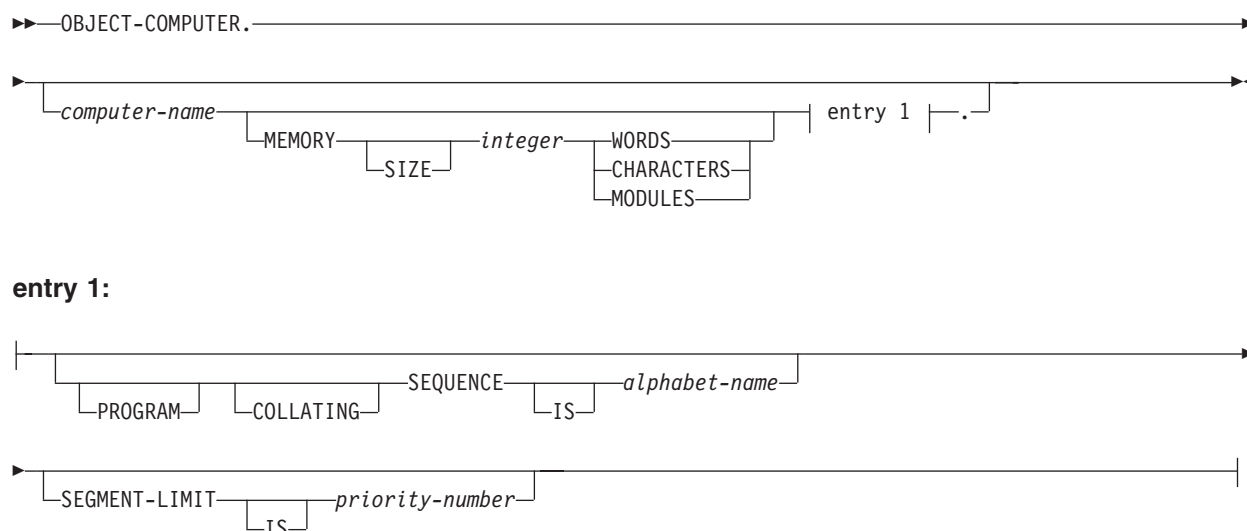 OBJECT-COMPUTER.
computer-name entry 1 .
MEMORY integer WORDS
SIZE CHARACTERS
MODULES
entry 1:
SEQUENCE alphabet-name
PROGRAM COLLATING IS
SEGMENT-LIMIT priority-number
IS